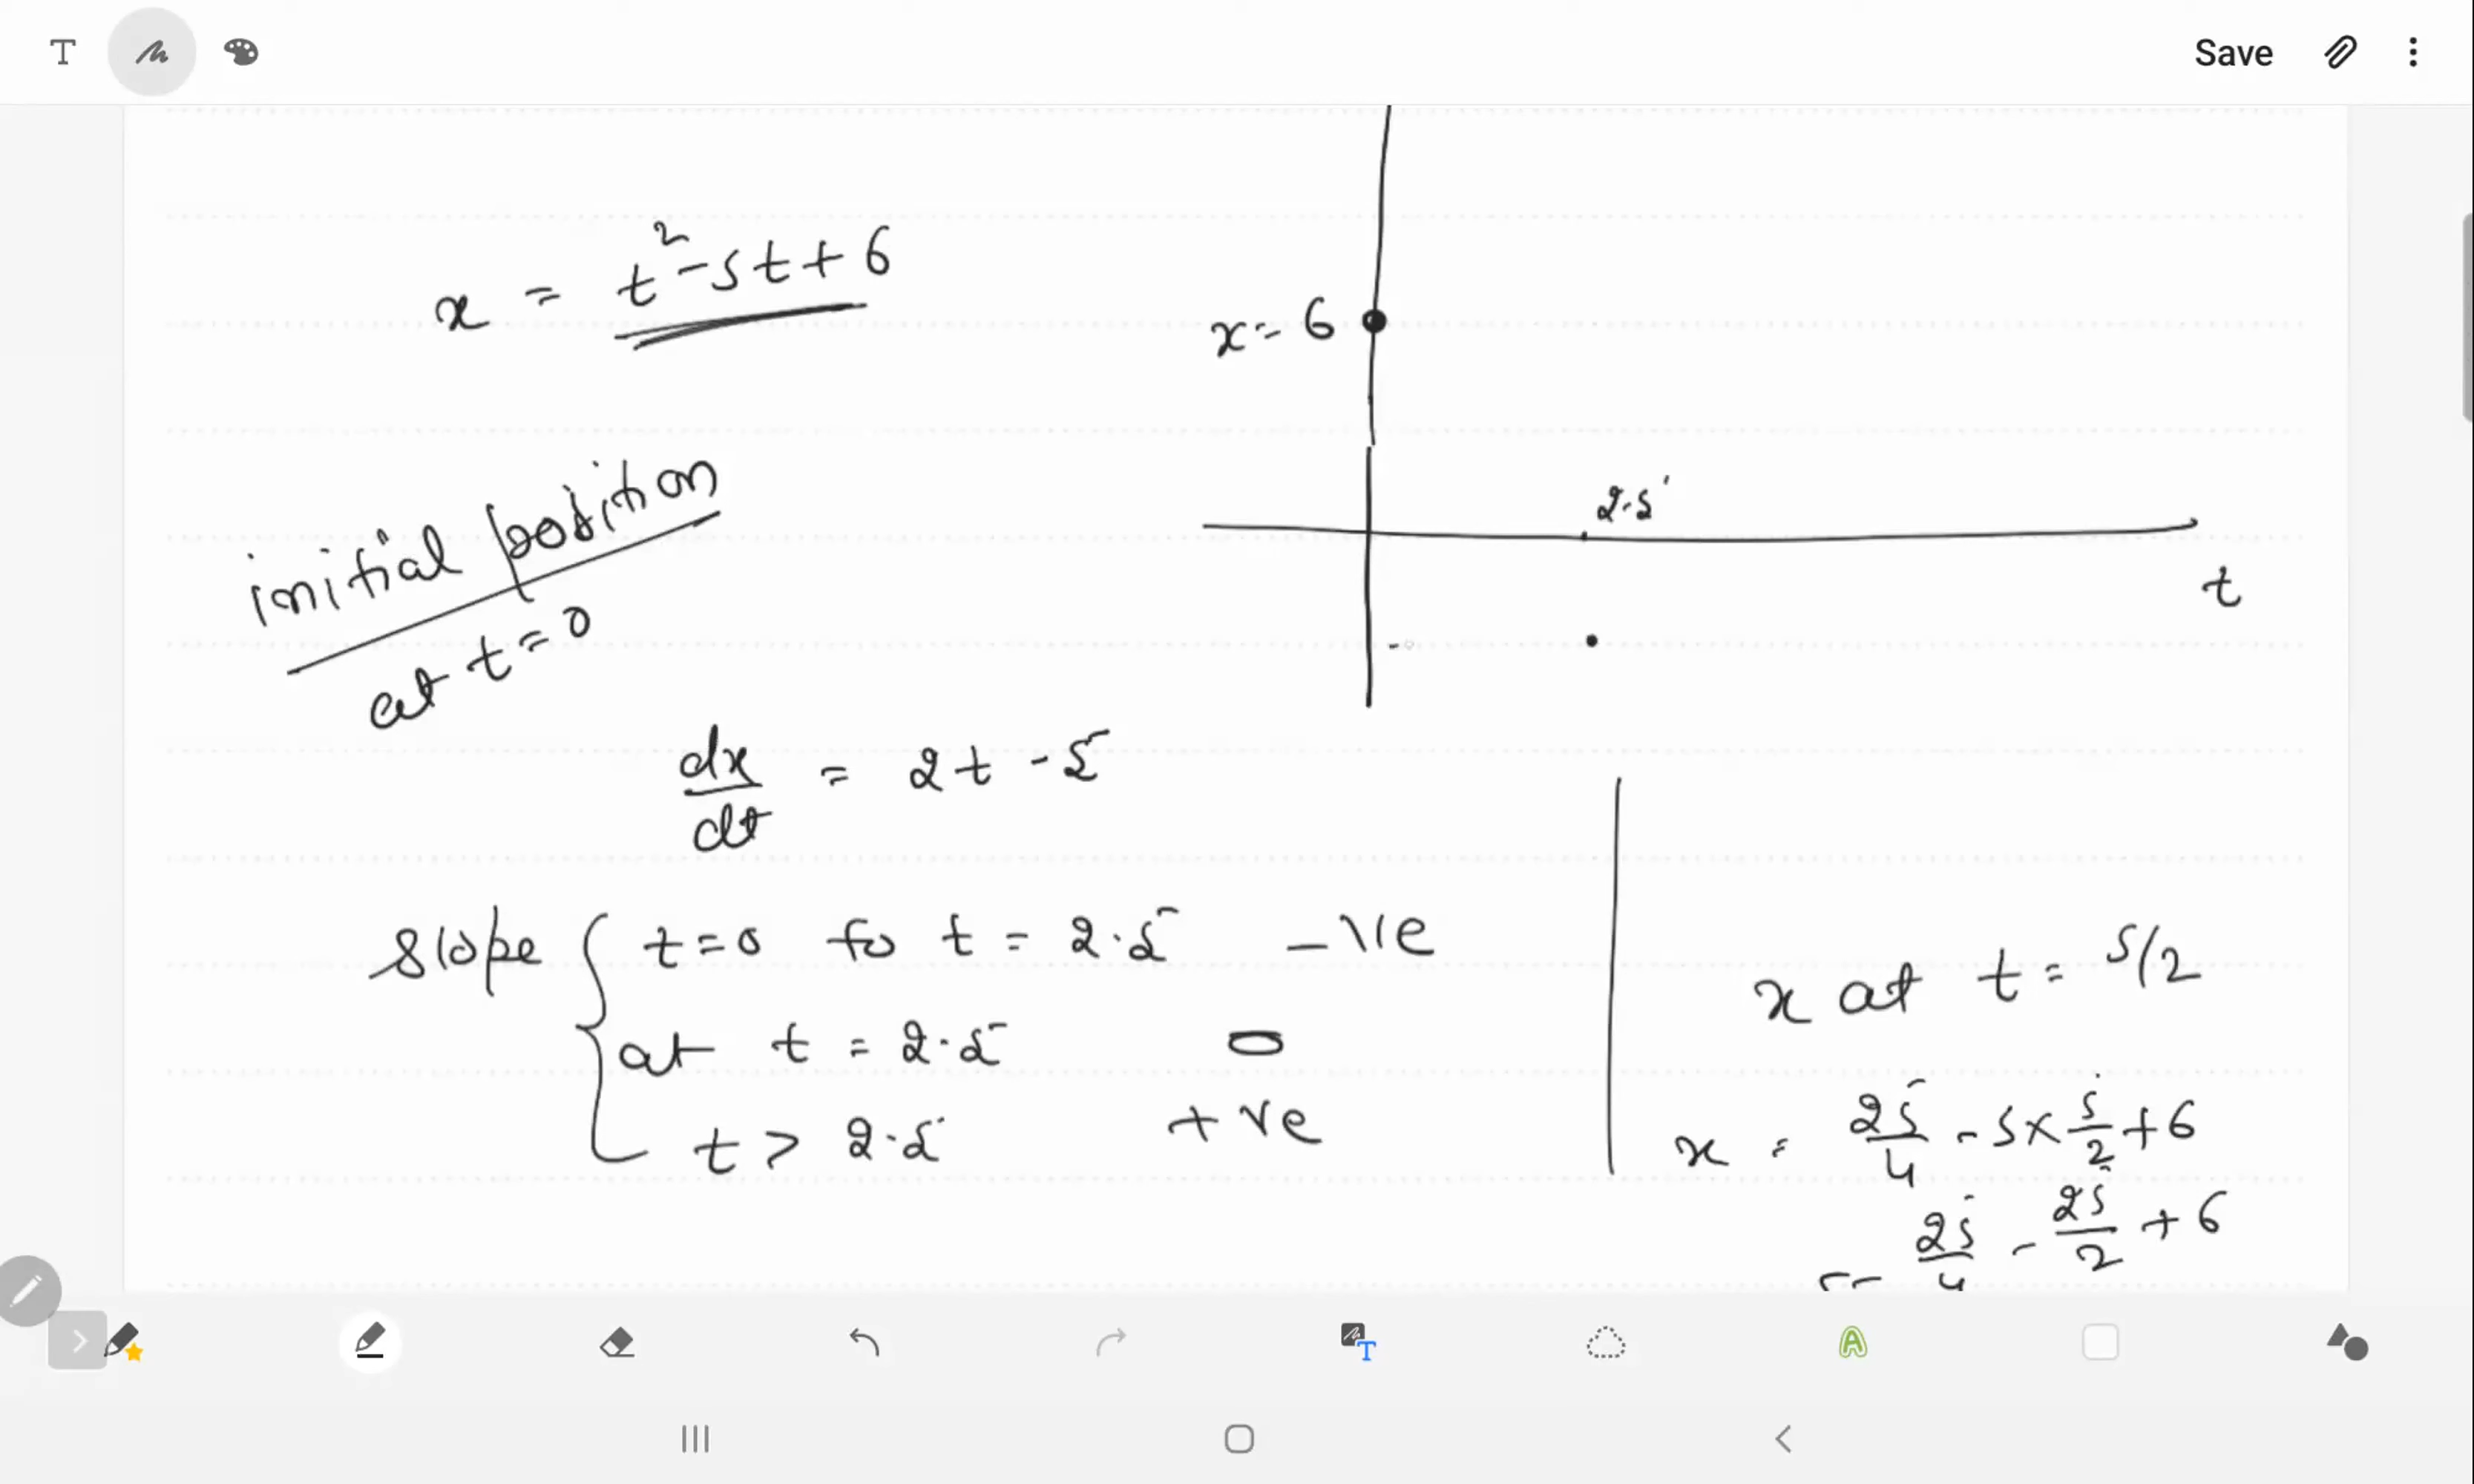 Save
x = t² - 5t + 6
x = 6
initial position
at t = 0
2.5
t
dx/dt = 2t - 5
slope { t = 0 to t = 2.5 -ve
at t = 2.5 0
t > 2.5 +ve
x at t = 5/2
x = 25/4 - 5 × 5/2 + 6
= 25/4 - 25/2 + 6